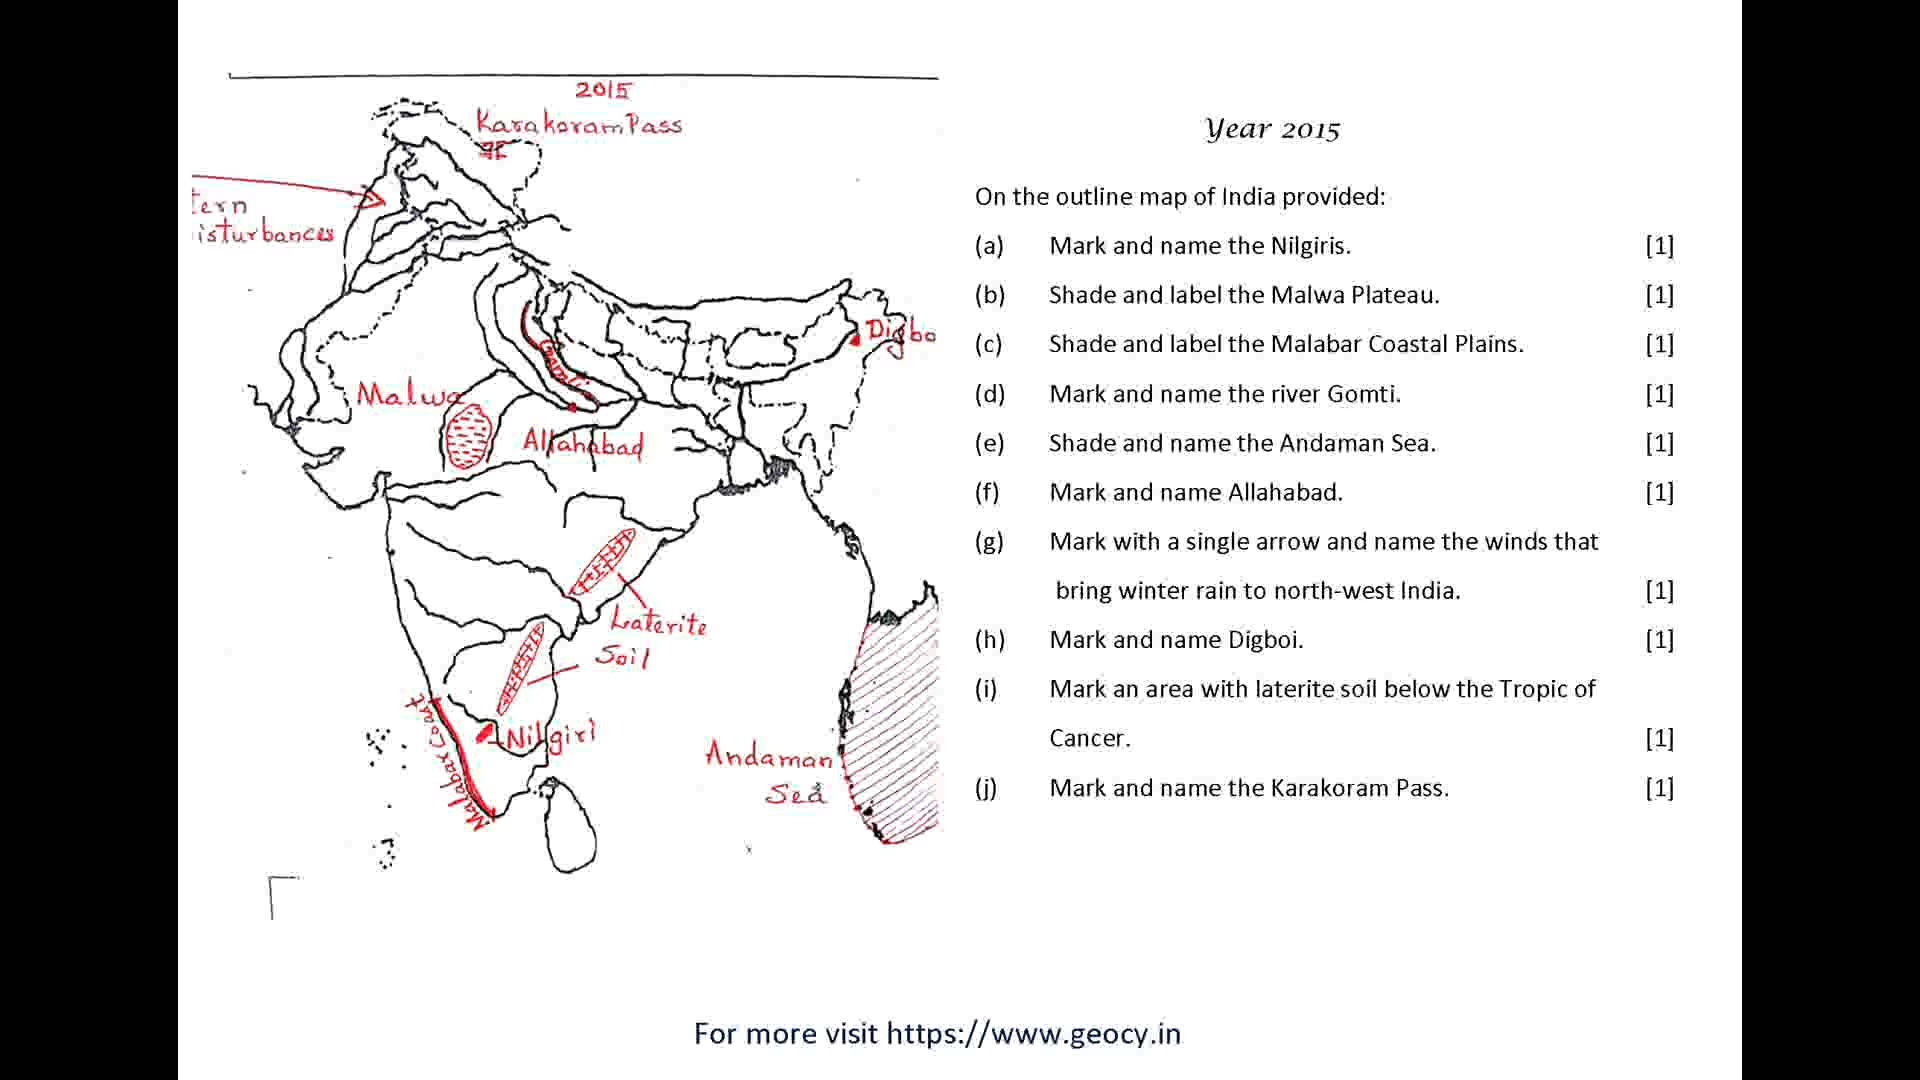 2015
Karakoram Pass
tern
isturbances
Digbo
Gomti
Malwa
Allahabad
Laterite
Soil
Nilgiri
Malabar Coast
Andaman
Sea
Year 2015
On the outline map of India provided:
(a) Mark and name the Nilgiris. [1]
(b) Shade and label the Malwa Plateau. [1]
(c) Shade and label the Malabar Coastal Plains. [1]
(d) Mark and name the river Gomti. [1]
(e) Shade and name the Andaman Sea. [1]
(f) Mark and name Allahabad. [1]
(g) Mark with a single arrow and name the winds that
bring winter rain to north-west India. [1]
(h) Mark and name Digboi. [1]
(i) Mark an area with laterite soil below the Tropic of
Cancer. [1]
(j) Mark and name the Karakoram Pass. [1]
For more visit https://www.geocy.in